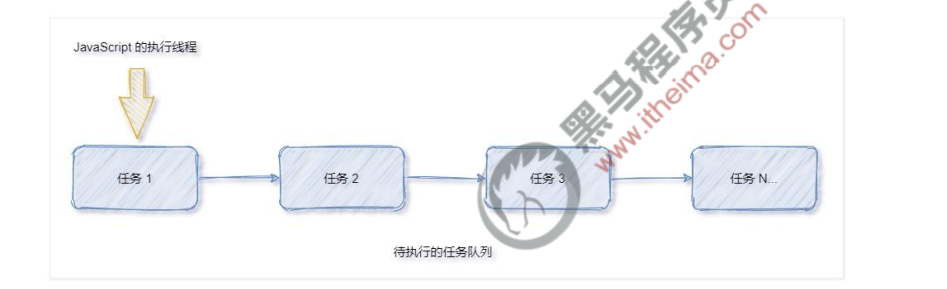 JavaScript 的执行线程
任务 1
任务 2
任务 3
任务 N...
待执行的任务队列
黑马程序员
www.itheima.com